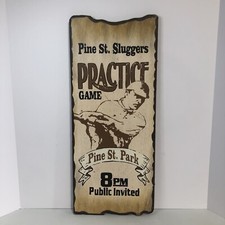 Pine St. Sluggers
PRACTICE
GAME
Pine St. Park
8PM
Public Invited